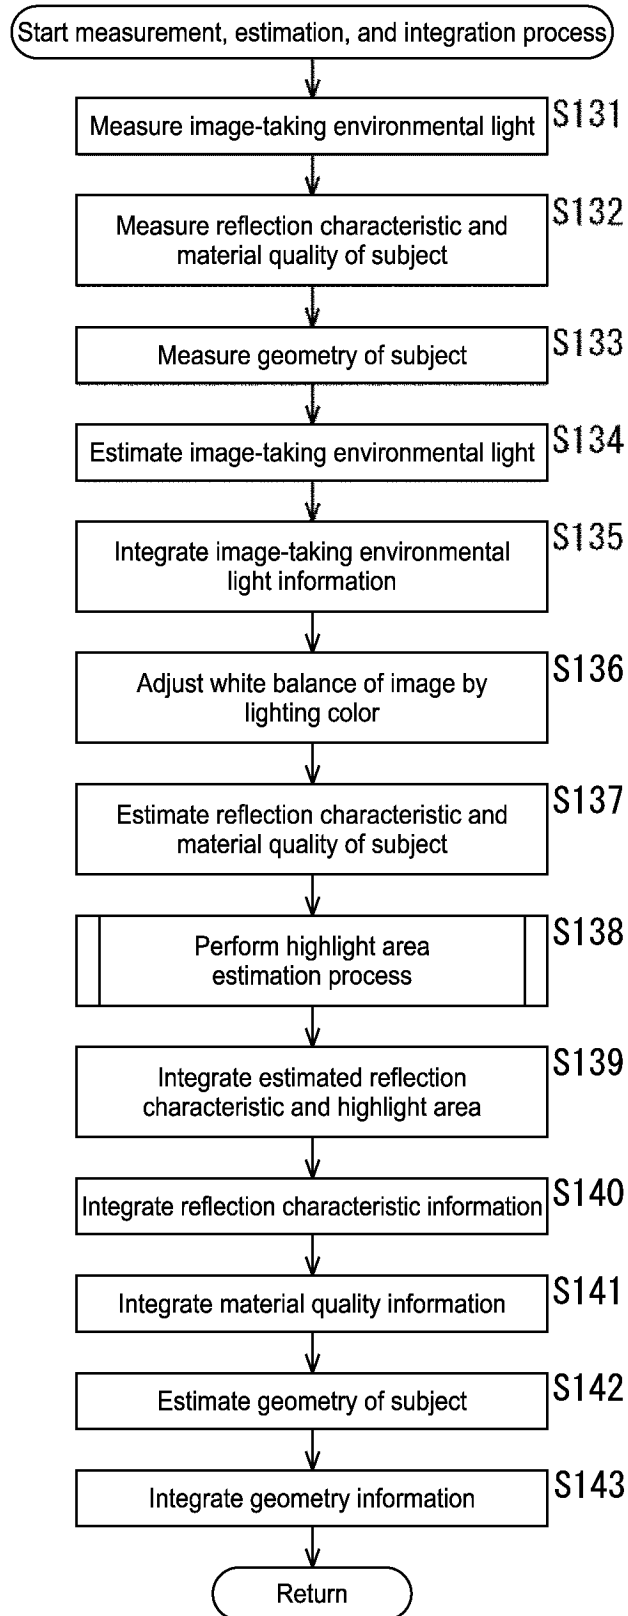 Start measurement, estimation, and integration process
Measure image-taking environmental light
S131
Measure reflection characteristic and
material quality of subject
S132
Measure geometry of subject
S133
Estimate image-taking environmental light
S134
Integrate image-taking environmental
light information
S135
Adjust white balance of image by
lighting color
S136
Estimate reflection characteristic and
material quality of subject
S137
Perform highlight area
estimation process
S138
Integrate estimated reflection
characteristic and highlight area
S139
Integrate reflection characteristic information
S140
Integrate material quality information
S141
Estimate geometry of subject
S142
Integrate geometry information
S143
Return